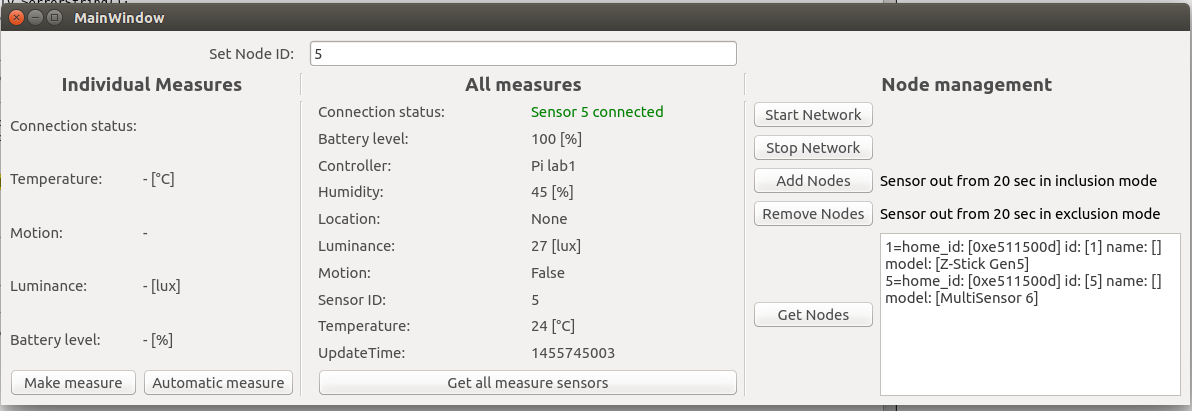 MainWindow
Set Node ID: 5
Individual Measures
Connection status:
Temperature: - [°C]
Motion: -
Luminance: - [lux]
Battery level: - [%]
Make measure Automatic measure
All measures
Connection status: Sensor 5 connected
Battery level: 100 [%]
Controller: Pi lab1
Humidity: 45 [%]
Location: None
Luminance: 27 [lux]
Motion: False
Sensor ID: 5
Temperature: 24 [°C]
UpdateTime: 1455745003
Get all measure sensors
Node management
Start Network
Stop Network
Add Nodes Sensor out from 20 sec in inclusion mode
Remove Nodes Sensor out from 20 sec in exclusion mode
Get Nodes
1=home_id: [0xe511500d] id: [1] name: []
model: [Z-Stick Gen5]
5=home_id: [0xe511500d] id: [5] name: []
model: [MultiSensor 6]